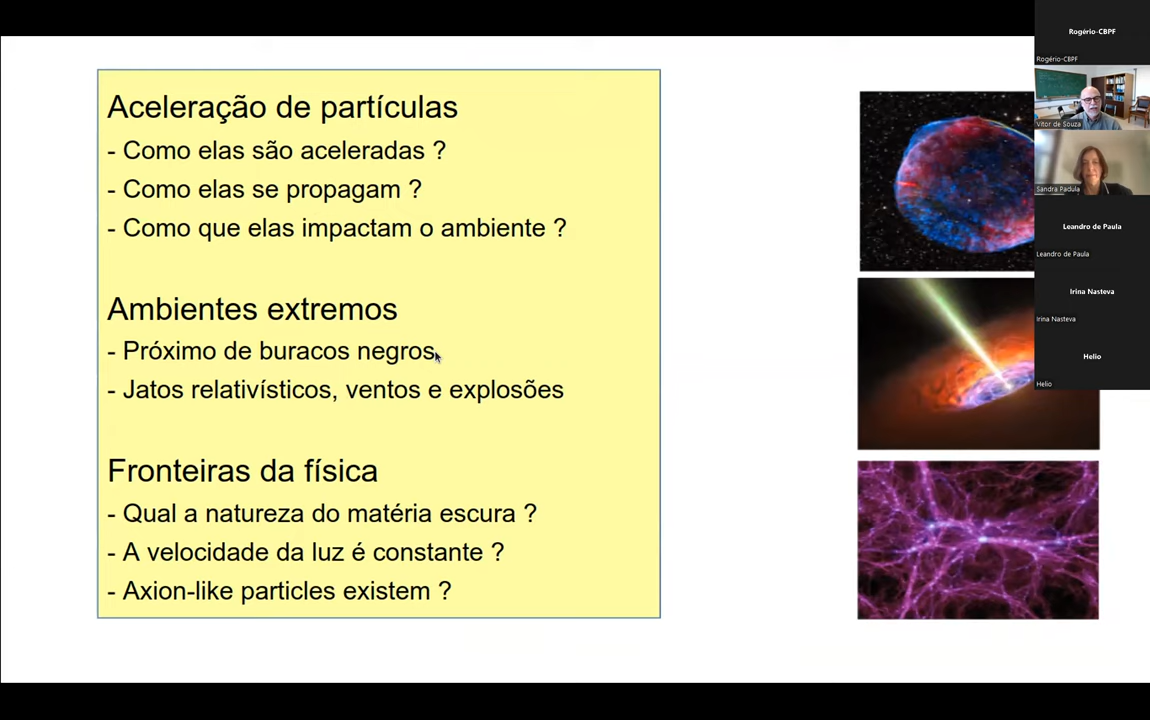 Aceleração de partículas
- Como elas são aceleradas ?
- Como elas se propagam ?
- Como que elas impactam o ambiente ?
Ambientes extremos
- Próximo de buracos negros
- Jatos relativísticos, ventos e explosões
Fronteiras da física
- Qual a natureza do matéria escura ?
- A velocidade da luz é constante ?
- Axion-like particles existem ?
Rogério-CBPF
Rogério-CBPF
Vitor de Souza
Sandra Padula
Leandro de Paula
Leandro de Paula
Irina Nasteva
Irina Nasteva
Helio
Helio